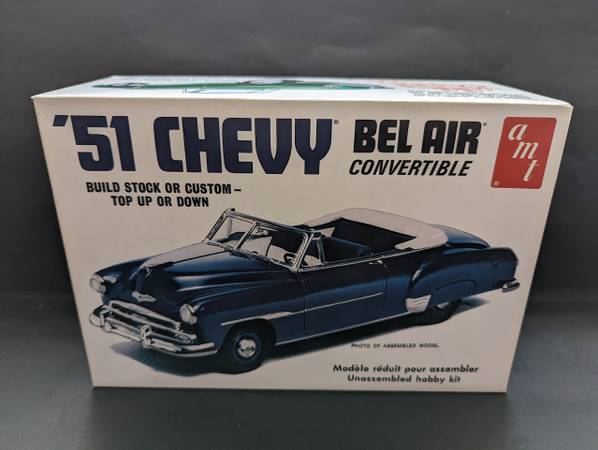 '51 CHEVY® BEL AIR®
CONVERTIBLE
amt
®
BUILD STOCK OR CUSTOM–
TOP UP OR DOWN
PHOTO OF ASSEMBLED MODEL
Modèle réduit pour assembler
Unassembled hobby kit